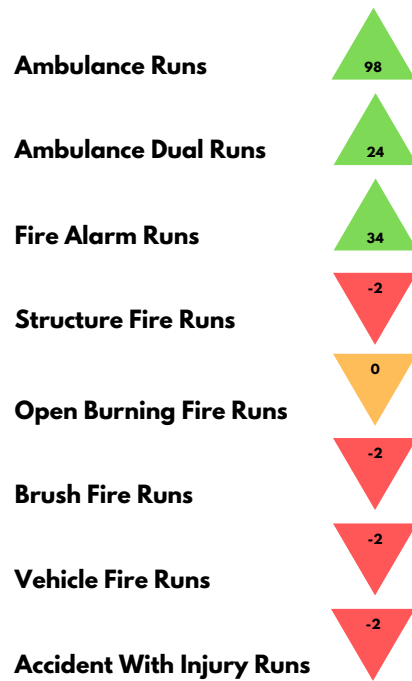 Ambulance Runs 98
Ambulance Dual Runs 24
Fire Alarm Runs 34
Structure Fire Runs -2
Open Burning Fire Runs 0
Brush Fire Runs -2
Vehicle Fire Runs -2
Accident With Injury Runs -2